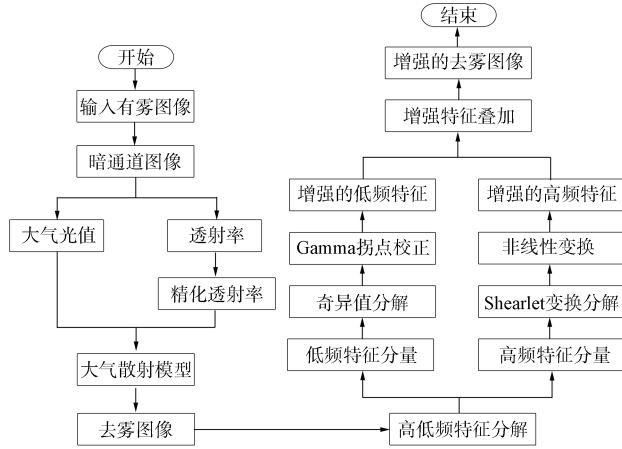 开始
输入有雾图像
暗通道图像
大气光值
透射率
精化透射率
大气散射模型
去雾图像
高低频特征分解
低频特征分量
奇异值分解
Gamma拐点校正
增强的低频特征
高频特征分量
Shearlet变换分解
非线性变换
增强的高频特征
增强特征叠加
增强的去雾图像
结束